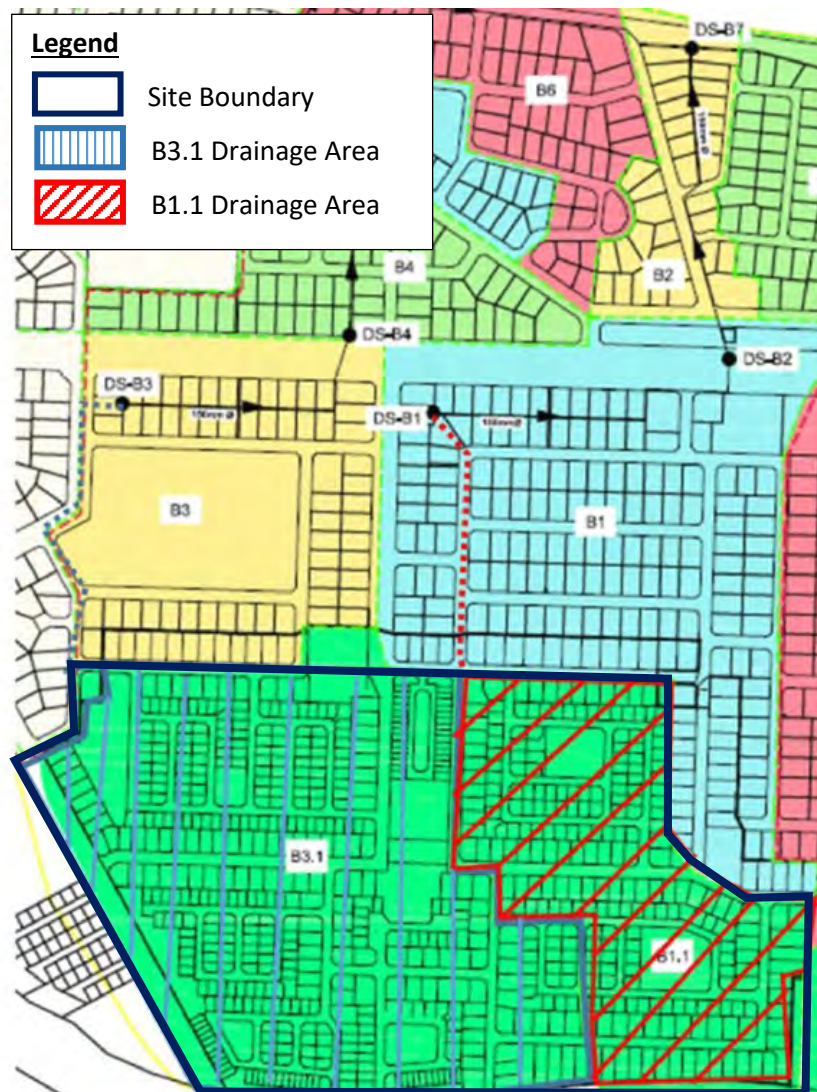 Legend
Site Boundary
B3.1 Drainage Area
B1.1 Drainage Area
DS-B7
B6
B2
B4
DS-B4
DS-B2
DS-B3
DS-B1
B3
B1
B3.1
B1.1